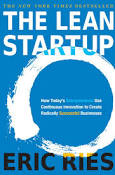 THE NEW YORK TIMES BESTSELLER
THE LEAN
STARTUP
How Today's Entrepreneurs Use
Continuous Innovation to Create
Radically Successful Businesses
ERIC RIES